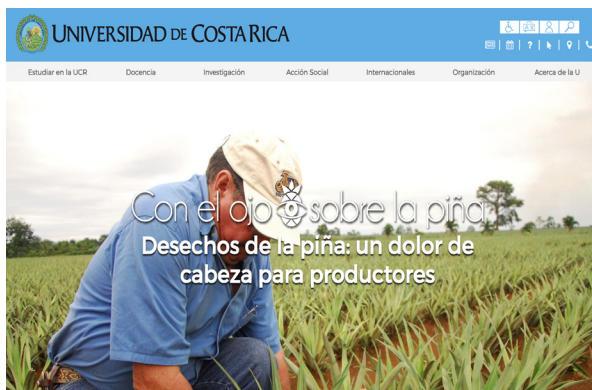 UNIVERSIDAD DE COSTA RICA
?
Estudiar en la UCR Docencia Investigación Acción Social Internacionales Organización Acerca de la U
Con el ojo sobre la piña
Desechos de la piña: un dolor de
cabeza para productores